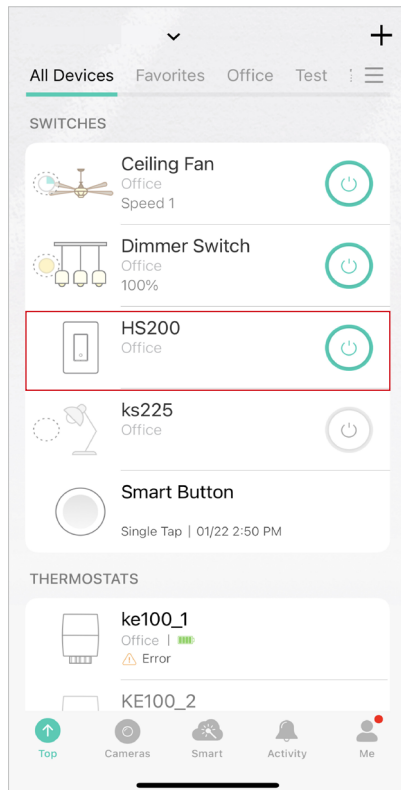 All Devices Favorites Office Test
SWITCHES
Ceiling Fan
Office
Speed 1
Dimmer Switch
Office
100%
HS200
Office
ks225
Office
Smart Button
Single Tap | 01/22 2:50 PM
THERMOSTATS
ke100_1
Office |
Error
KE100_2
Top Cameras Smart Activity Me